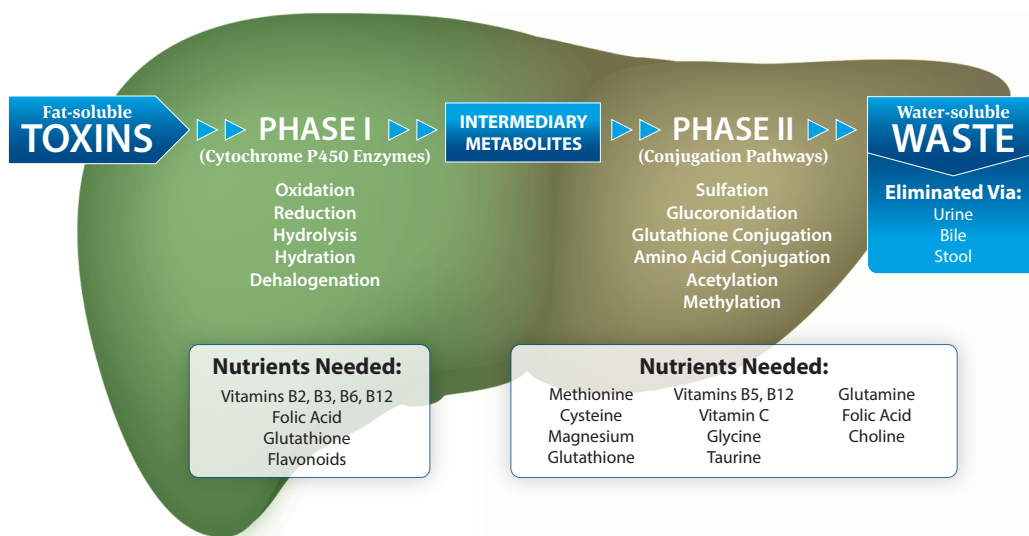 Fat-soluble
TOXINS
PHASE I
(Cytochrome P450 Enzymes)
Oxidation
Reduction
Hydrolysis
Hydration
Dehalogenation
INTERMEDIARY
METABOLITES
PHASE II
(Conjugation Pathways)
Sulfation
Glucoronidation
Glutathione Conjugation
Amino Acid Conjugation
Acetylation
Methylation
Water-soluble
WASTE
Eliminated Via:
Urine
Bile
Stool
Nutrients Needed:
Vitamins B2, B3, B6, B12
Folic Acid
Glutathione
Flavonoids
Nutrients Needed:
Methionine
Cysteine
Magnesium
Glutathione
Vitamins B5, B12
Vitamin C
Glycine
Taurine
Glutamine
Folic Acid
Choline